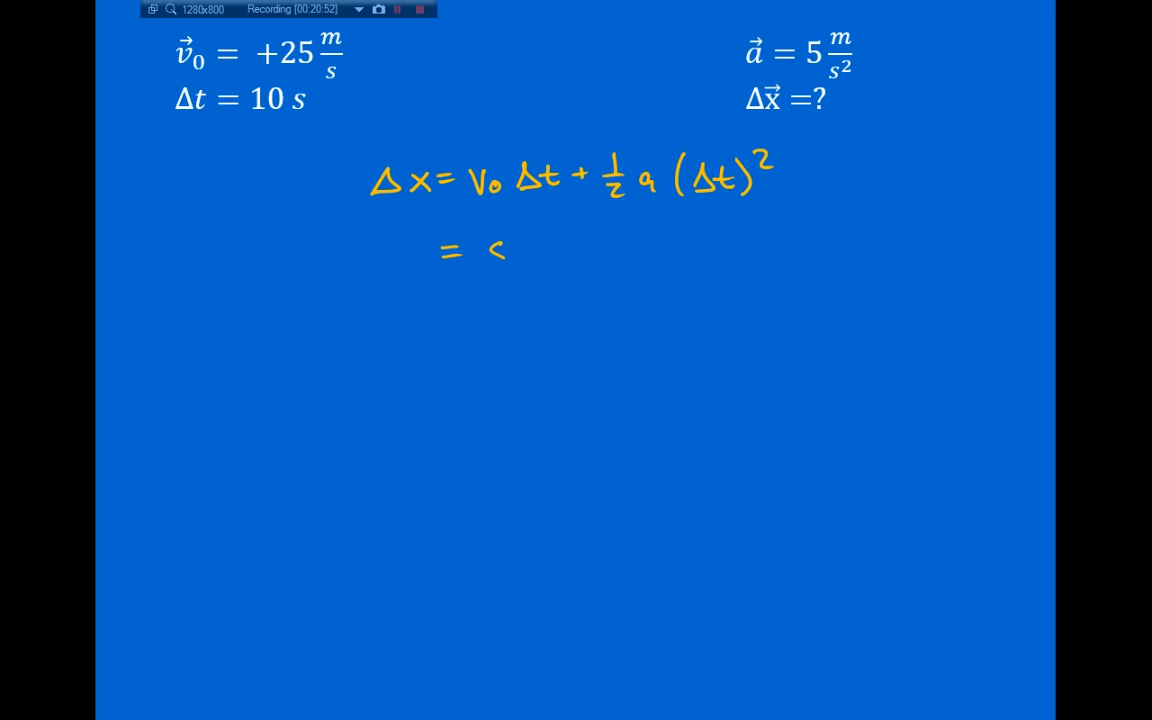 1280x800 Recording [00:20:52]
v⃗₀ = +25 m/s
a⃗ = 5 m/s²
Δt = 10 s
Δx⃗ =?
Δx = v₀ Δt + 1/2 a (Δt)²
=